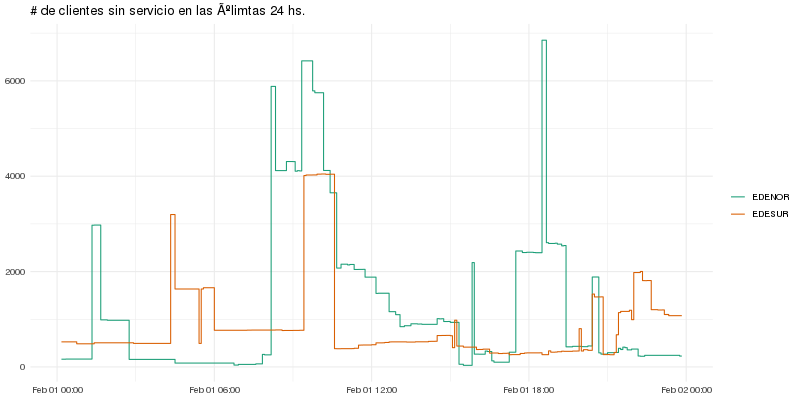 # de clientes sin servicio en las Ãºlimtas 24 hs.
6000
4000
2000
0
Feb 01 00:00
Feb 01 06:00
Feb 01 12:00
Feb 01 18:00
Feb 02 00:00
EDENOR
EDESUR